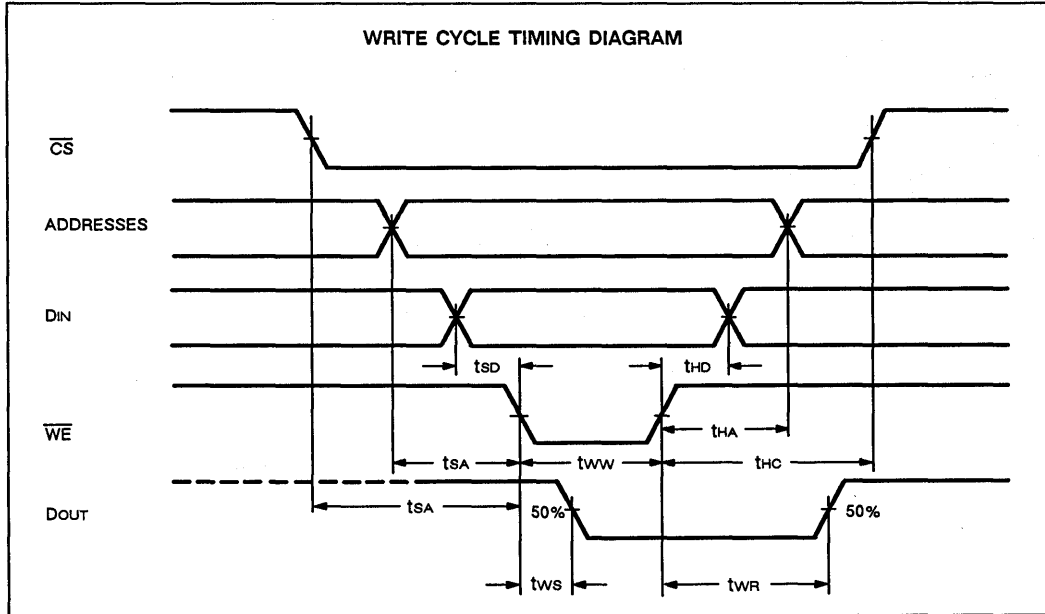 WRITE CYCLE TIMING DIAGRAM
CS
ADDRESSES
DIN
tSD
tHD
WE
tHA
tSA
tWW
tHC
DOUT
tSA
50%
50%
tWS
tWR